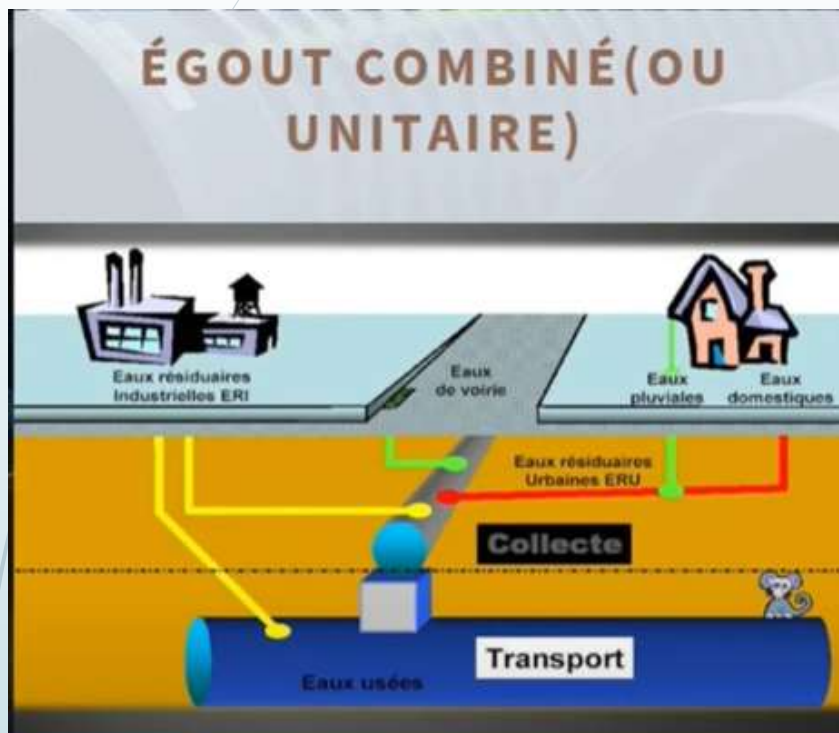 ÉGOUT COMBINÉ(OU
UNITAIRE)
Eaux résiduaires
Industrielles ERI
Eaux
de voirie
Eaux
pluviales
Eaux
domestiques
Eaux résiduaires
Urbaines ERU
Collecte
Transport
Eaux usées